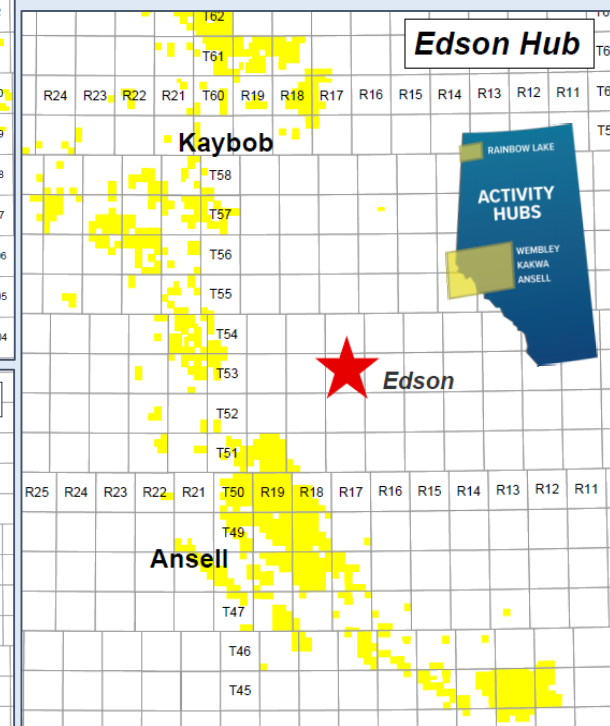 T62
Edson Hub
T61
R24 R23 R22 R21 T60 R19 R18 R17 R16 R15 R14 R13 R12 R11
Kaybob
RAINBOW LAKE
ACTIVITY
HUBS
WEMBLEY
KAKWA
ANSELL
T58
T57
T56
T55
T54
T53
Edson
T52
T51
R25 R24 R23 R22 R21 T50 R19 R18 R17 R16 R15 R14 R13 R12 R11
T49
Ansell
T47
T46
T45